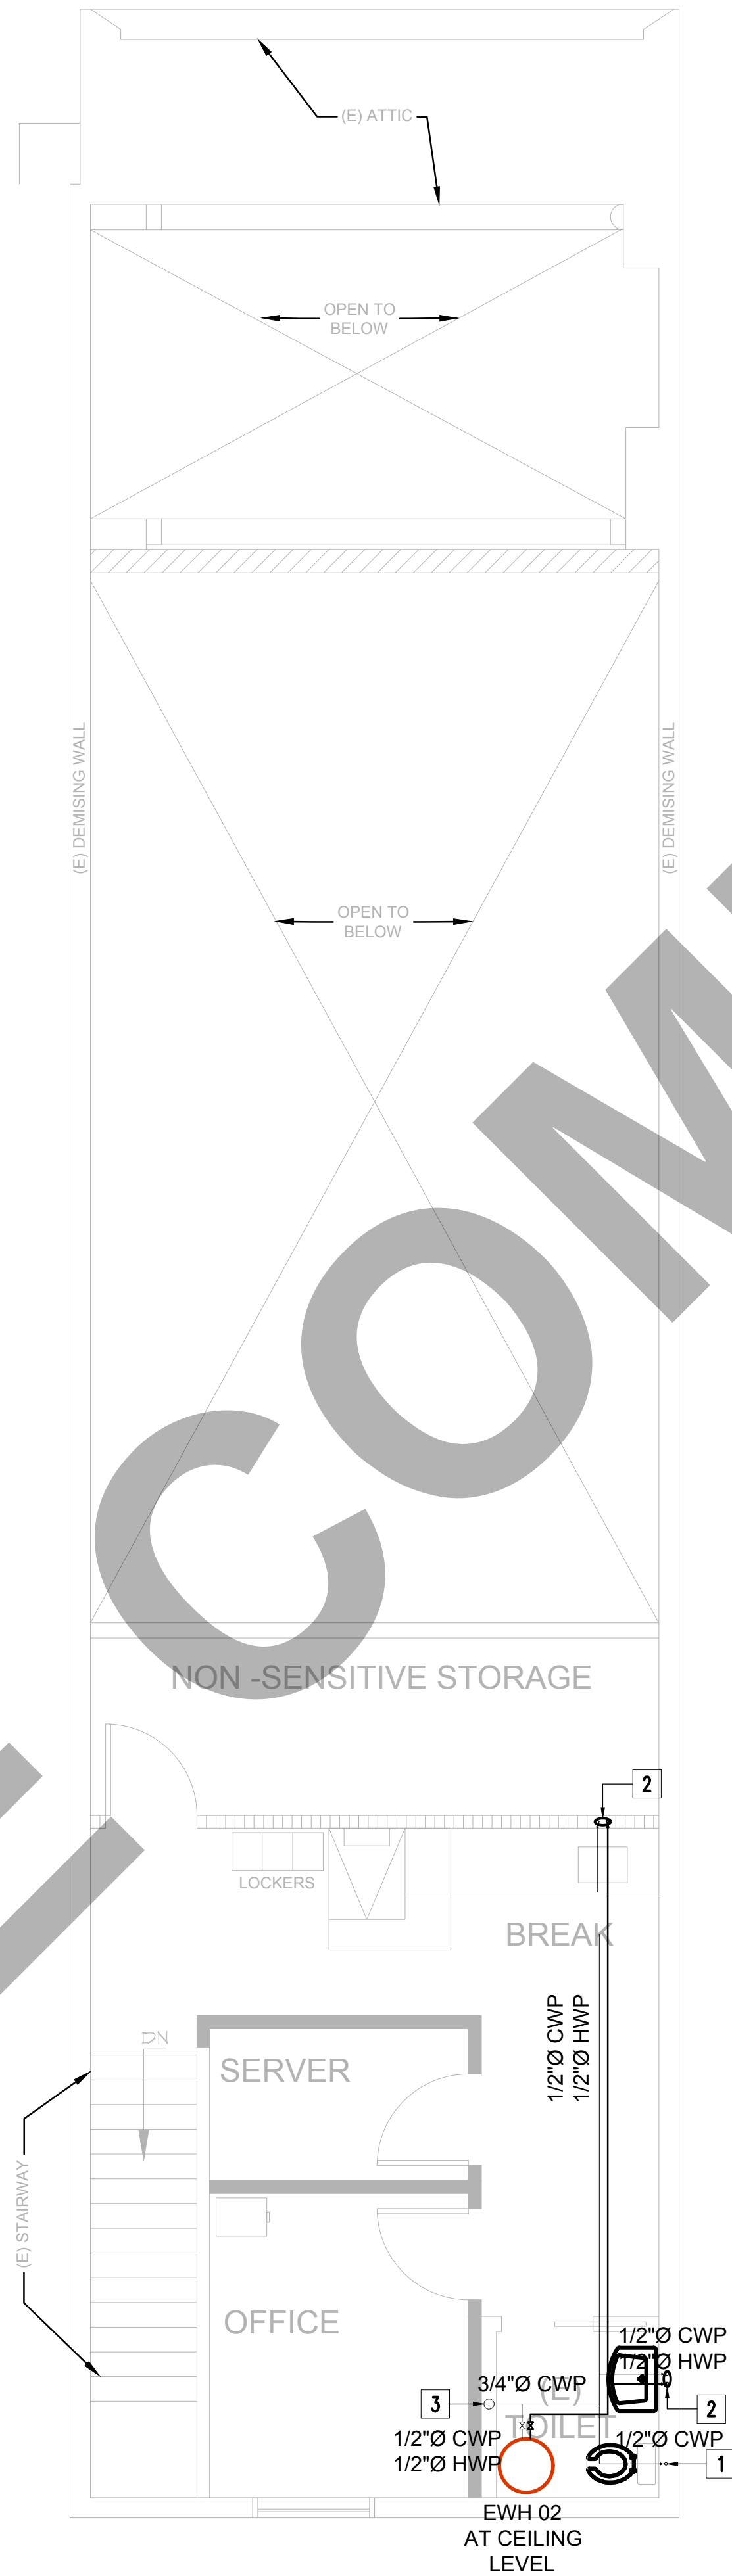 (E) ATTIC
OPEN TO
BELOW
(E) DEMISING WALL
(E) DEMISING WALL
OPEN TO
BELOW
NON -SENSITIVE STORAGE
2
LOCKERS
BREAK
1/2"Ø CWP
1/2"Ø HWP
DN
SERVER
(E) STAIRWAY
OFFICE
1/2"Ø CWP
1/2"Ø HWP
3/4"Ø CWP
(E)
TOILET
3
2
1/2"Ø CWP
1/2"Ø HWP
1/2"Ø CWP
1
EWH 02
AT CEILING
LEVEL
COM